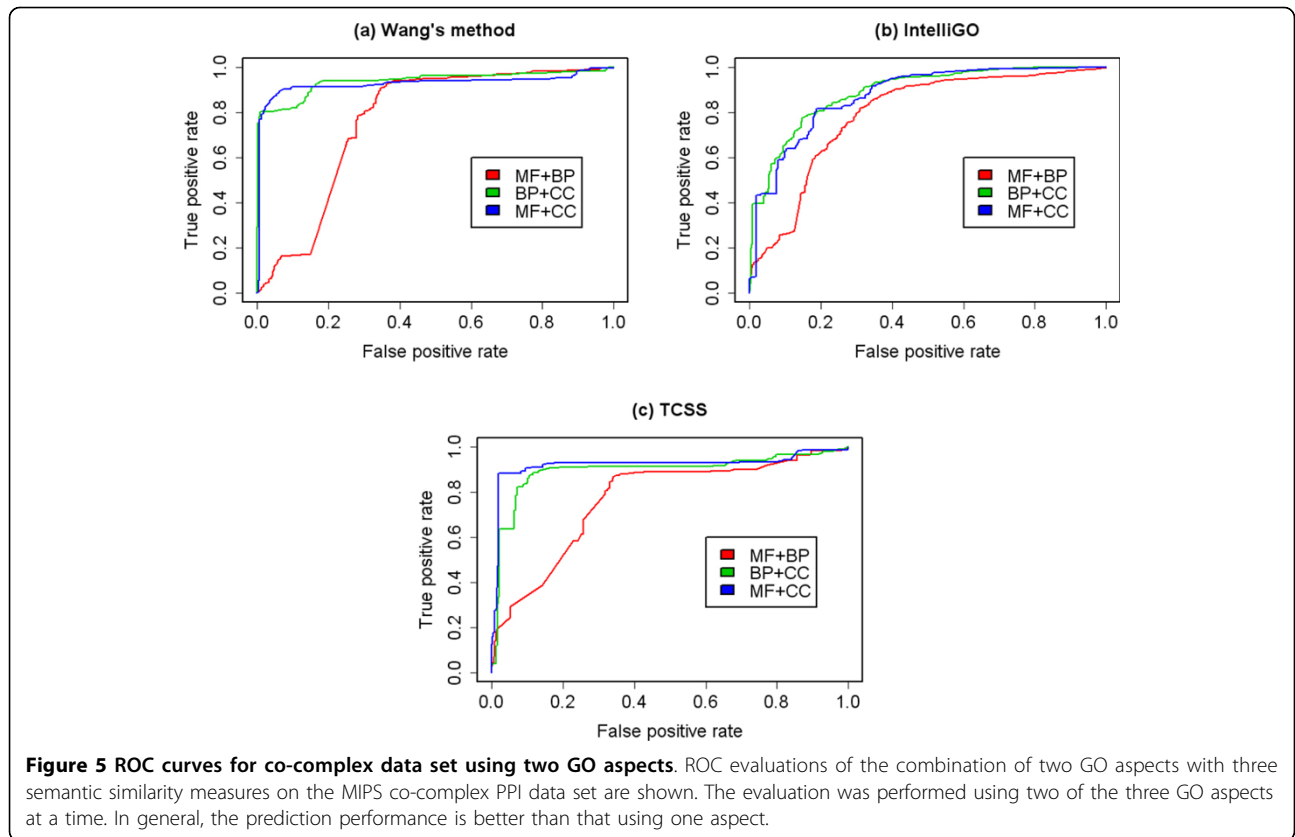 (a) Wang's method
True positive rate
0.0 0.2 0.4 0.6 0.8 1.0
MF+BP
BP+CC
MF+CC
0.0 0.2 0.4 0.6 0.8 1.0
False positive rate
(b) IntelliGO
True positive rate
0.0 0.2 0.4 0.6 0.8 1.0
MF+BP
BP+CC
MF+CC
0.0 0.2 0.4 0.6 0.8 1.0
False positive rate
(c) TCSS
True positive rate
0.0 0.2 0.4 0.6 0.8 1.0
MF+BP
BP+CC
MF+CC
0.0 0.2 0.4 0.6 0.8 1.0
False positive rate
Figure 5 ROC curves for co-complex data set using two GO aspects. ROC evaluations of the combination of two GO aspects with three
semantic similarity measures on the MIPS co-complex PPI data set are shown. The evaluation was performed using two of the three GO aspects
at a time. In general, the prediction performance is better than that using one aspect.